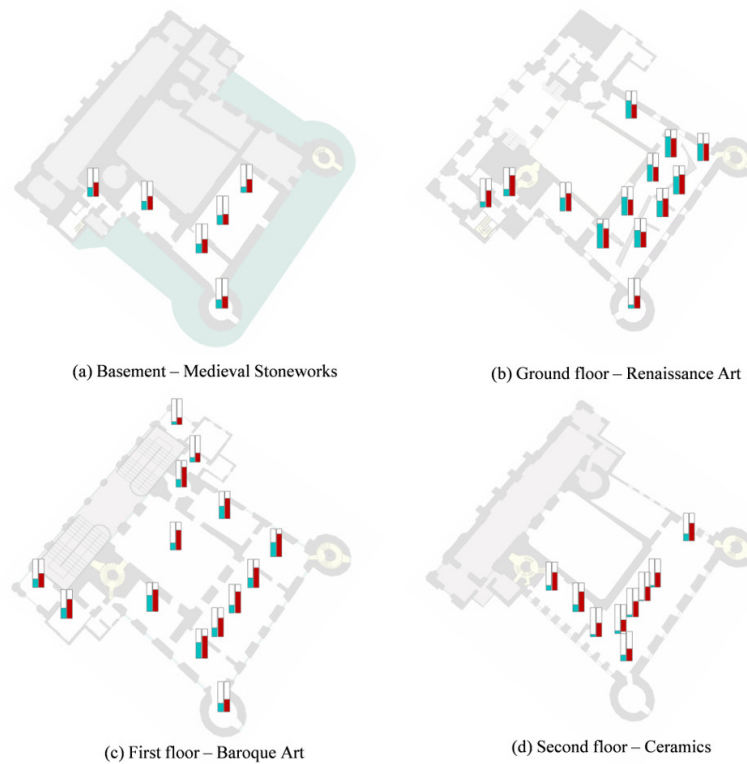 (a) Basement – Medieval Stoneworks
(b) Ground floor – Renaissance Art
(c) First floor – Baroque Art
(d) Second floor – Ceramics